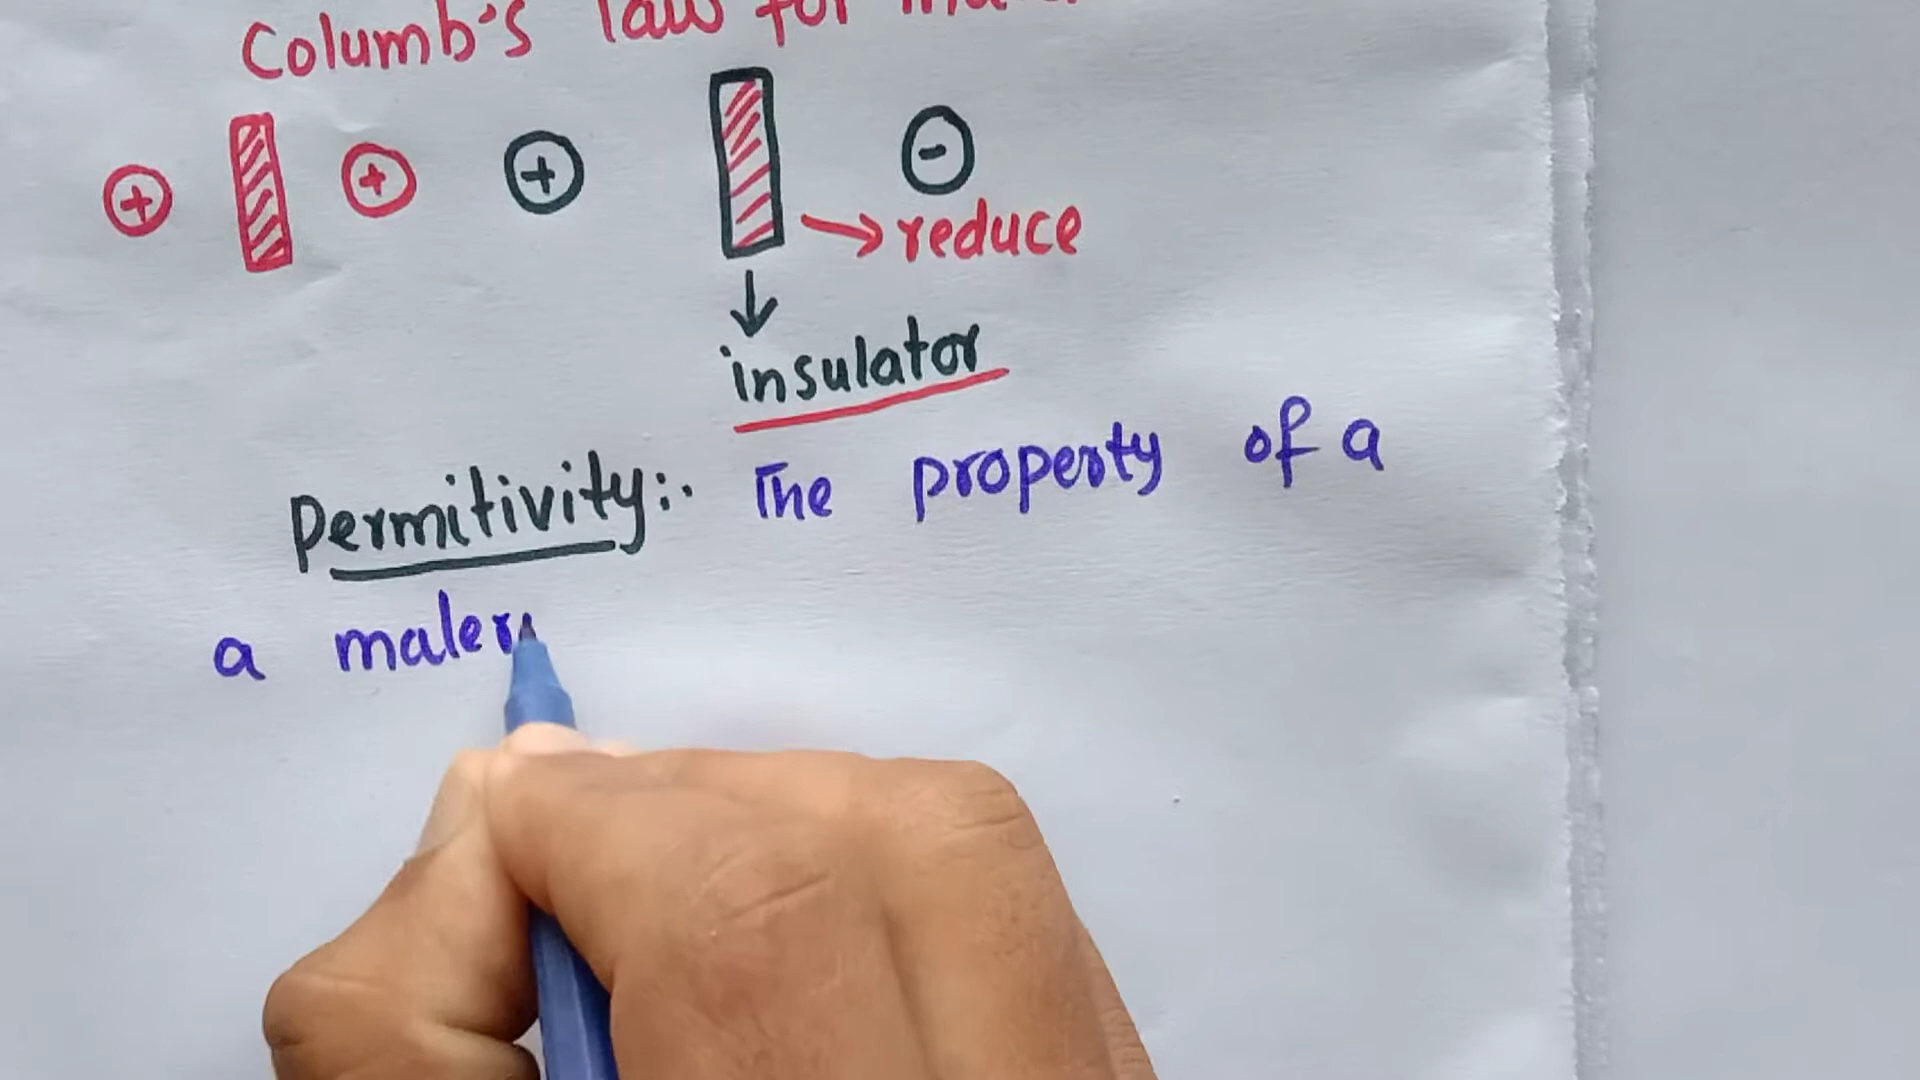 Columb's law for
+ + + -
reduce
insulator
Permitivity:. The property of a
a maler